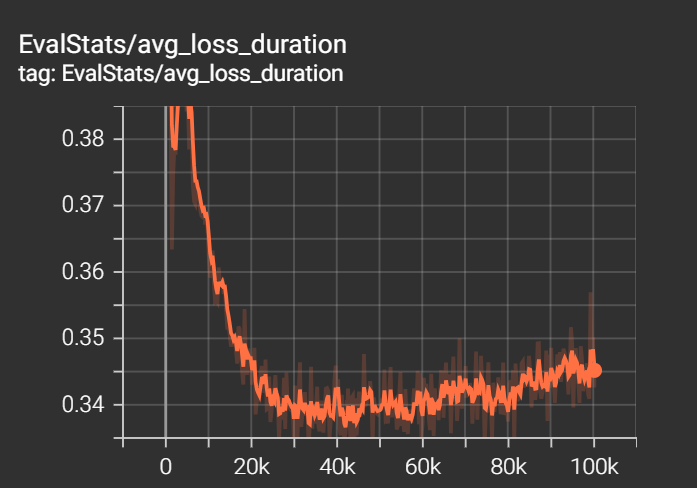 EvalStats/avg_loss_duration
tag: EvalStats/avg_loss_duration
0.38
0.37
0.36
0.35
0.34
0 20k 40k 60k 80k 100k